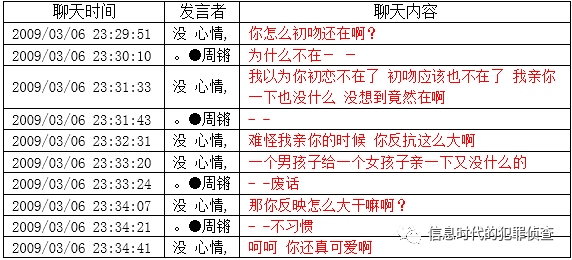 聊天时间 发言者 聊天内容
2009/03/06 23:29:51 没 心情, 你怎么初吻还在啊?
2009/03/06 23:30:10 。●周锵 为什么不在- -
2009/03/06 23:31:33 没 心情, 我以为你初恋不在了 初吻应该也不在了 我亲你
一下也没什么 没想到竟然在啊
2009/03/06 23:31:43 。●周锵 - -
2009/03/06 23:32:31 没 心情, 难怪我亲你的时候 你反抗这么大啊
2009/03/06 23:33:20 没 心情, 一个男孩子给一个女孩子亲一下又没什么的
2009/03/06 23:33:24 。●周锵 - -废话
2009/03/06 23:34:07 没 心情, 那你反映怎么大干嘛啊?
2009/03/06 23:34:21 。●周锵 - -不习惯
2009/03/06 23:34:41 没 心情, 呵呵 你还真可爱啊
信息时代的犯罪侦查